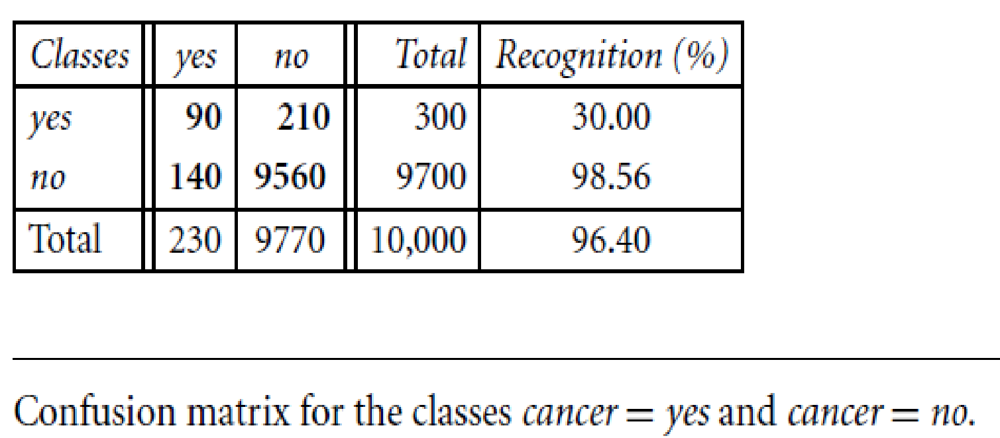 Classes yes no Total Recognition (%)
yes 90 210 300 30.00
no 140 9560 9700 98.56
Total 230 9770 10,000 96.40
Confusion matrix for the classes cancer = yes and cancer = no.